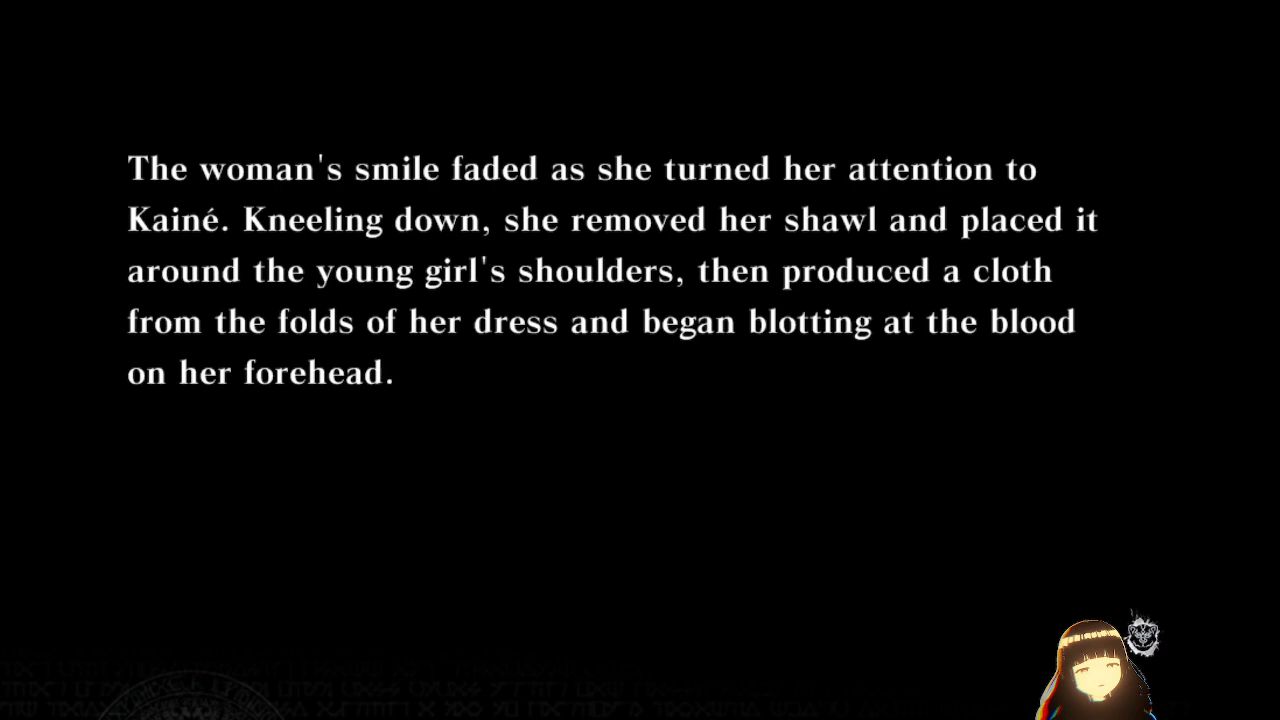 The woman's smile faded as she turned her attention to
Kainé. Kneeling down, she removed her shawl and placed it
around the young girl's shoulders, then produced a cloth
from the folds of her dress and began blotting at the blood
on her forehead.